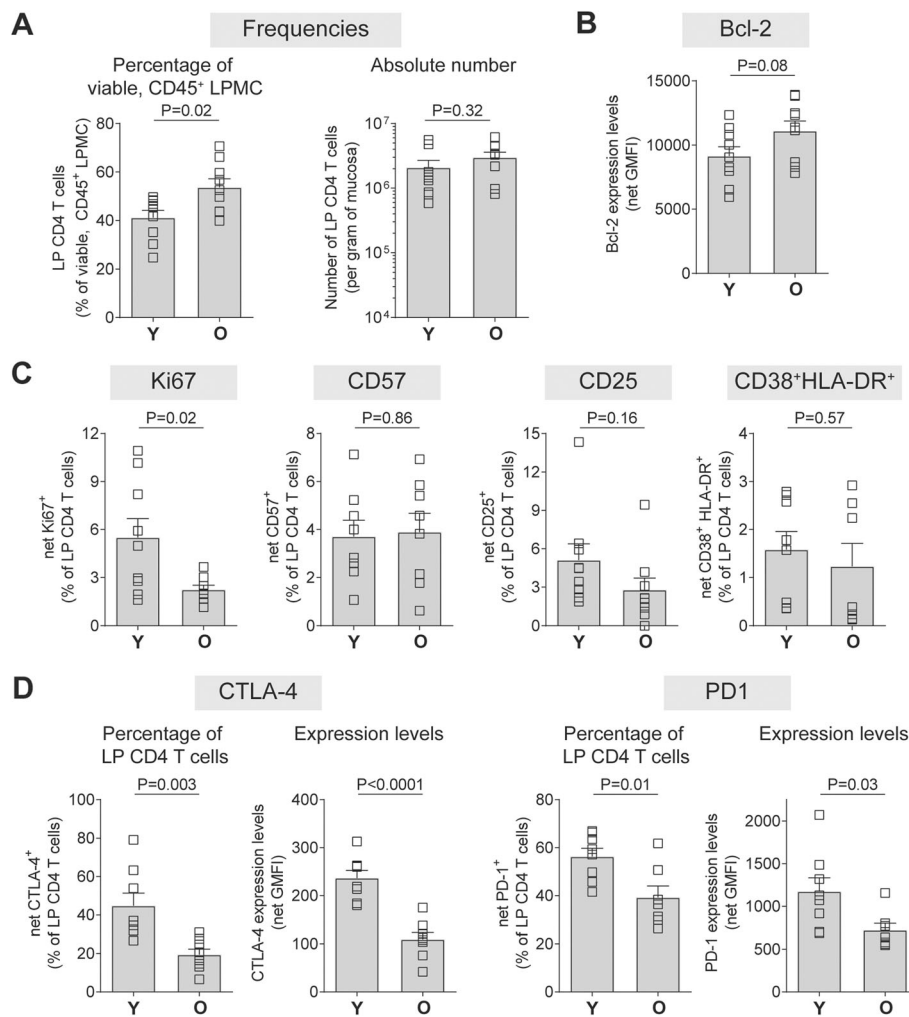 A
Frequencies
Percentage of
viable, CD45⁺ LPMC
P=0.02
LP CD4 T cells
(% of viable, CD45⁺ LPMC)
80
60
40
20
0
Y
O
Absolute number
P=0.32
Number of LP CD4 T cells
(per gram of mucosa)
10⁷
10⁶
10⁵
10⁴
Y
O
B
Bcl-2
P=0.08
Bcl-2 expression levels
(net GMFI)
15000
10000
5000
0
Y
O
C
Ki67
P=0.02
net Ki67⁺
(% of LP CD4 T cells)
12
9
6
3
0
Y
O
CD57
P=0.86
net CD57⁺
(% of LP CD4 T cells)
8
6
4
2
0
Y
O
CD25
P=0.16
net CD25⁺
(% of LP CD4 T cells)
15
12
9
6
3
0
Y
O
CD38⁺HLA-DR⁺
P=0.57
net CD38⁺ HLA-DR⁺
(% of LP CD4 T cells)
4
3
2
1
0
Y
O
D
CTLA-4
Percentage of
LP CD4 T cells
P=0.003
net CTLA-4⁺
(% of LP CD4 T cells)
100
80
60
40
20
0
Y
O
Expression levels
P<0.0001
CTLA-4 expression levels
(net GMFI)
400
300
200
100
0
Y
O
PD1
Percentage of
LP CD4 T cells
P=0.01
net PD-1⁺
(% of LP CD4 T cells)
80
60
40
20
0
Y
O
Expression levels
P=0.03
PD-1 expression levels
(net GMFI)
2000
1500
1000
500
0
Y
O